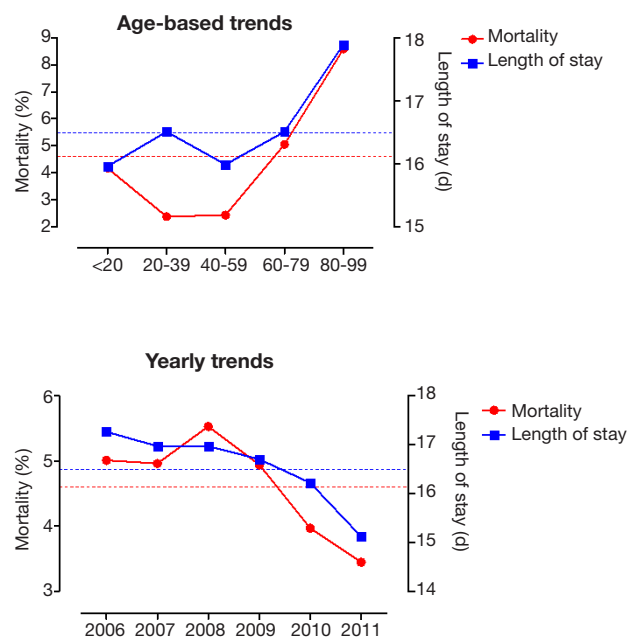 Age-based trends
9
8
7
6
5
4
3
2
Mortality (%)
18
17
16
15
Length of stay (d)
Mortality
Length of stay
<20 20-39 40-59 60-79 80-99
Yearly trends
6
5
4
3
Mortality (%)
18
17
16
15
14
Length of stay (d)
Mortality
Length of stay
2006 2007 2008 2009 2010 2011